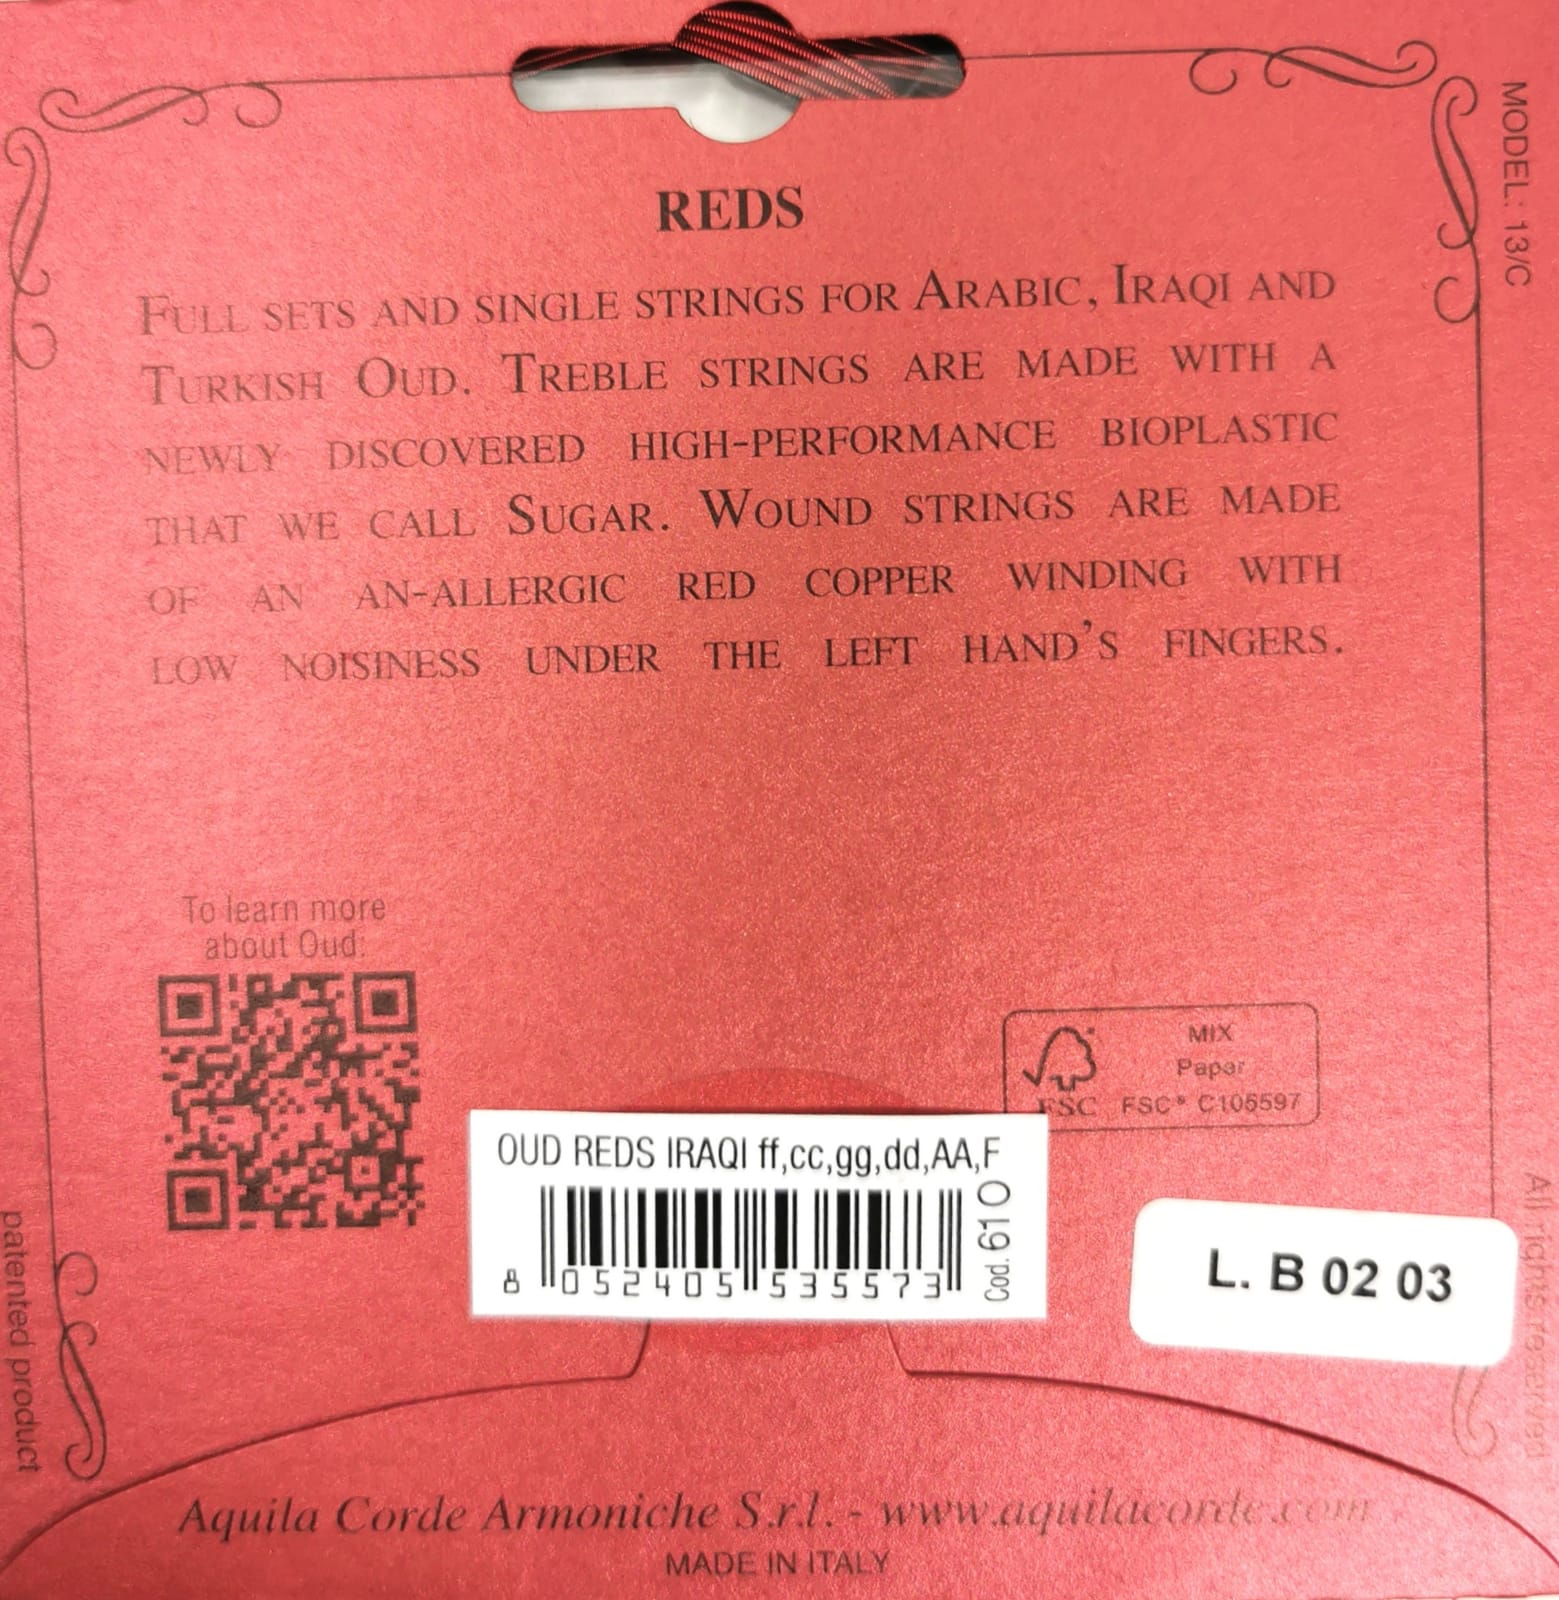 REDS
FULL SETS AND SINGLE STRINGS FOR ARABIC, IRAQI AND
TURKISH OUD. TREBLE STRINGS ARE MADE WITH A
NEWLY DISCOVERED HIGH-PERFORMANCE BIOPLASTIC
THAT WE CALL SUGAR. WOUND STRINGS ARE MADE
OF AN AN-ALLERGIC RED COPPER WINDING WITH
LOW NOISINESS UNDER THE LEFT HAND'S FINGERS.
MODEL: 13/C
To learn more
about Oud:
MIX
Paper
FSC FSC® C105597
OUD REDS IRAQI ff,cc,gg,dd,AA,F
8 052405 535573
Cod. 61 O
L. B 02 03
patented product
All rights reserved
Aquila Corde Armoniche S.r.l. - www.aquilacorde.com
MADE IN ITALY